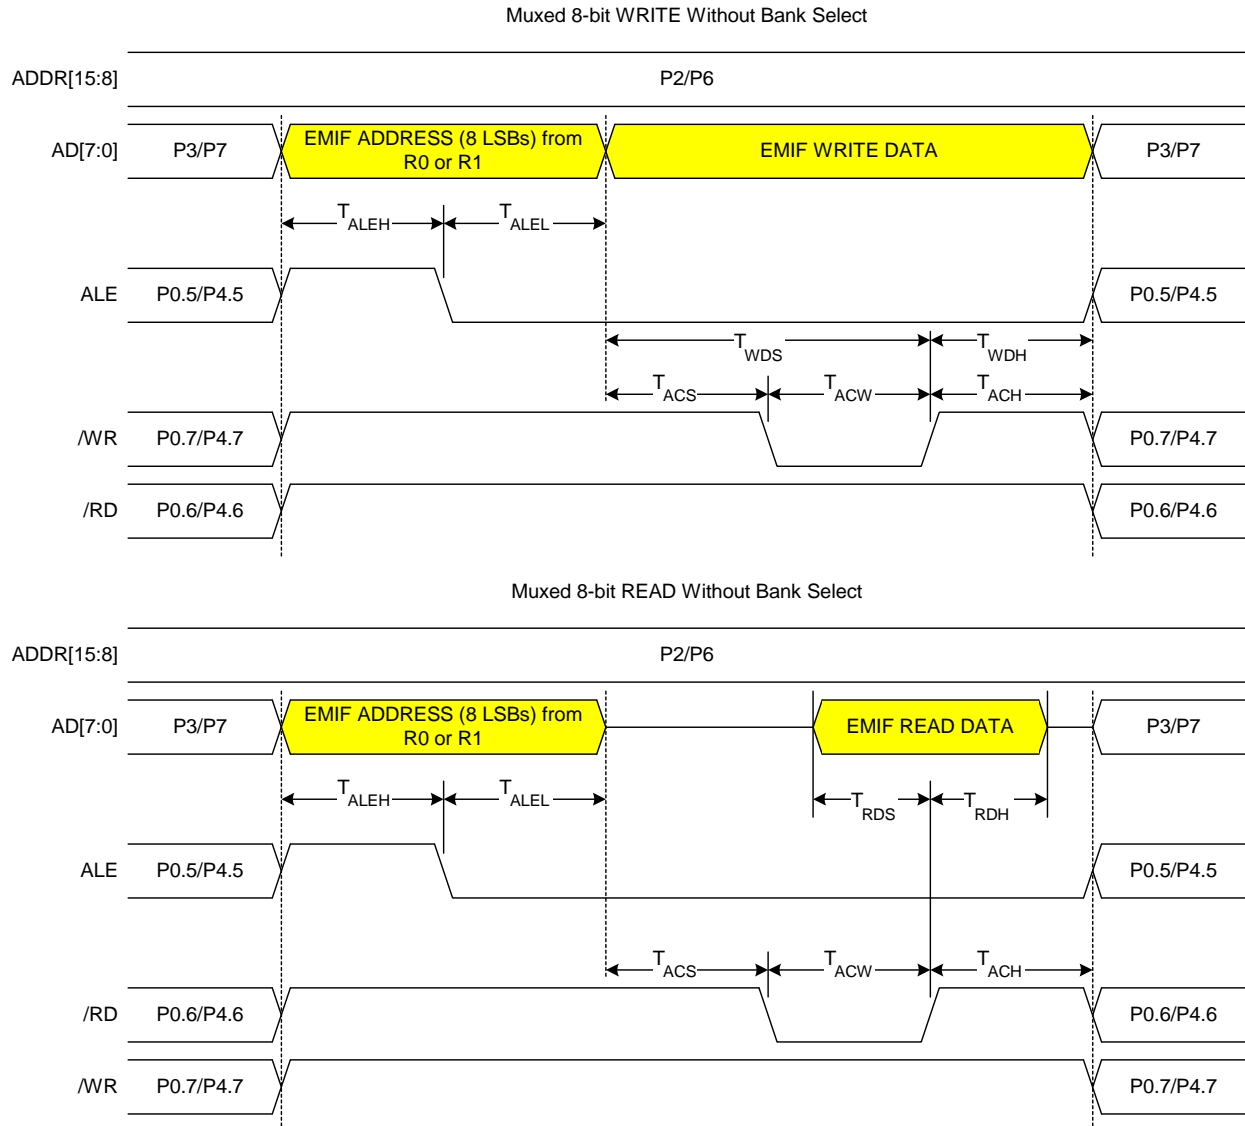 Muxed 8-bit WRITE Without Bank Select
ADDR[15:8] P2/P6
AD[7:0] P3/P7 EMIF ADDRESS (8 LSBs) from R0 or R1 EMIF WRITE DATA P3/P7
TALEH TALEL
ALE P0.5/P4.5 P0.5/P4.5
TWDS TWDH
TACS TACW TACH
/WR P0.7/P4.7 P0.7/P4.7
/RD P0.6/P4.6 P0.6/P4.6
Muxed 8-bit READ Without Bank Select
ADDR[15:8] P2/P6
AD[7:0] P3/P7 EMIF ADDRESS (8 LSBs) from R0 or R1 EMIF READ DATA P3/P7
TALEH TALEL TRDS TRDH
ALE P0.5/P4.5 P0.5/P4.5
TACS TACW TACH
/RD P0.6/P4.6 P0.6/P4.6
/WR P0.7/P4.7 P0.7/P4.7